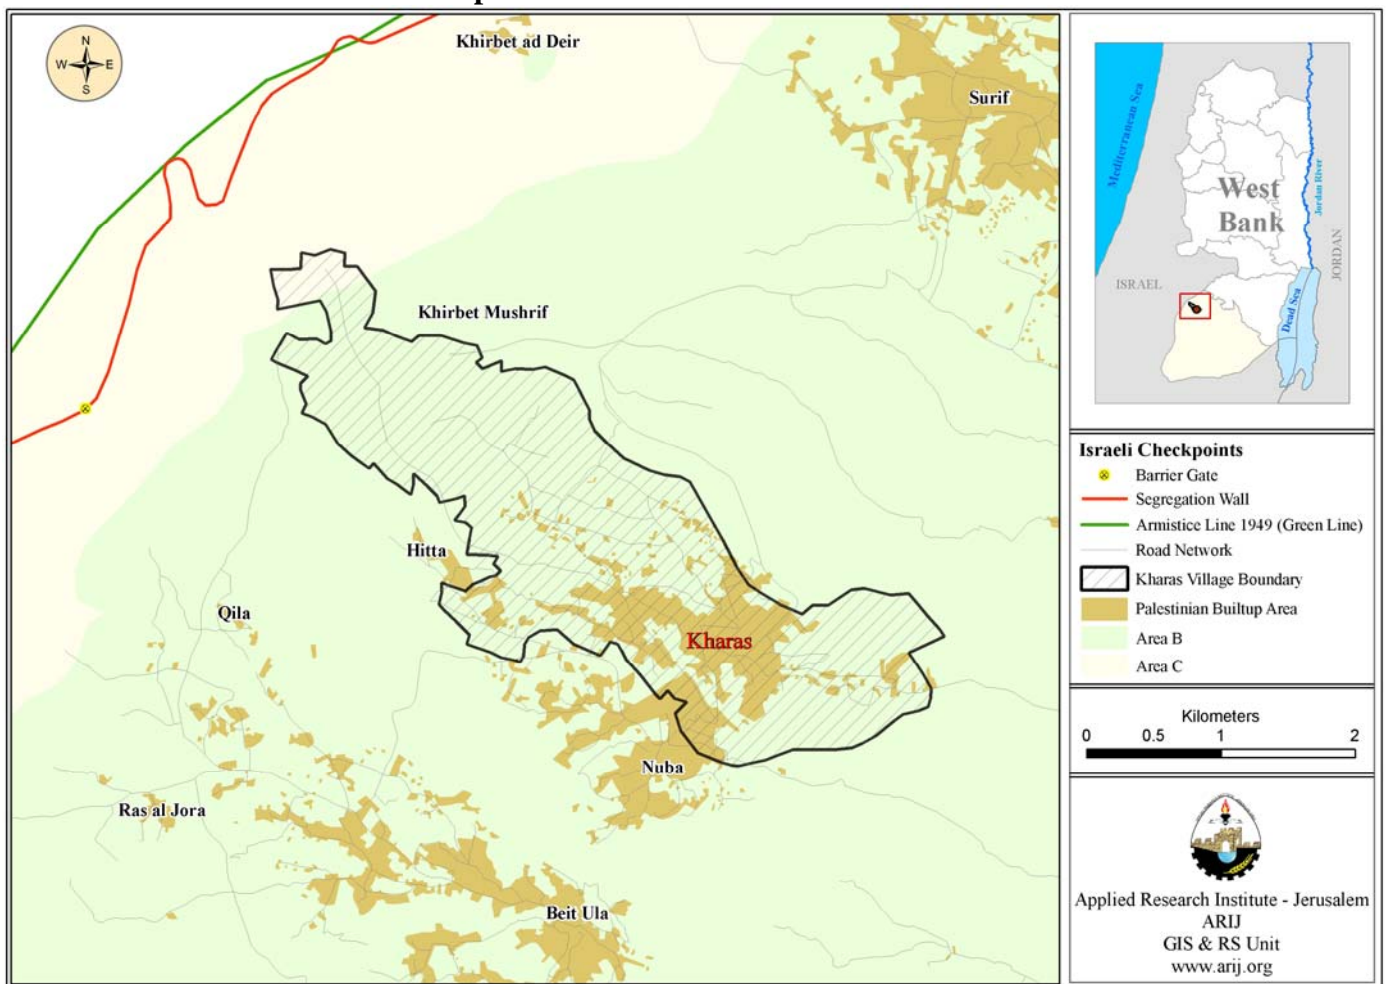 N
W
E
S
Khirbet ad Deir
Surif
Khirbet Mushrif
Hitta
Qila
Kharas
Nuba
Ras al Jora
Beit Ula
Mediterranean Sea
West
Bank
Jordan River
JORDAN
ISRAEL
Dead Sea
Israeli Checkpoints
Barrier Gate
Segregation Wall
Armistice Line 1949 (Green Line)
Road Network
Kharas Village Boundary
Palestinian Builtup Area
Area B
Area C
Kilometers
0 0.5 1 2
Applied Research Institute - Jerusalem
ARIJ
GIS & RS Unit
www.arij.org